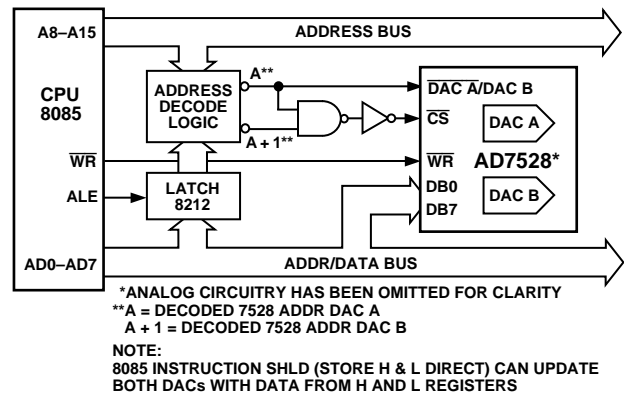 A8–A15
ADDRESS BUS
CPU
8085
ADDRESS
DECODE
LOGIC
A**
A + 1**
DAC A/DAC B
CS
DAC A
WR
WR
AD7528*
ALE
LATCH
8212
DB0
DB7
DAC B
AD0–AD7
ADDR/DATA BUS
*ANALOG CIRCUITRY HAS BEEN OMITTED FOR CLARITY
**A = DECODED 7528 ADDR DAC A
A + 1 = DECODED 7528 ADDR DAC B
NOTE:
8085 INSTRUCTION SHLD (STORE H & L DIRECT) CAN UPDATE
BOTH DACs WITH DATA FROM H AND L REGISTERS